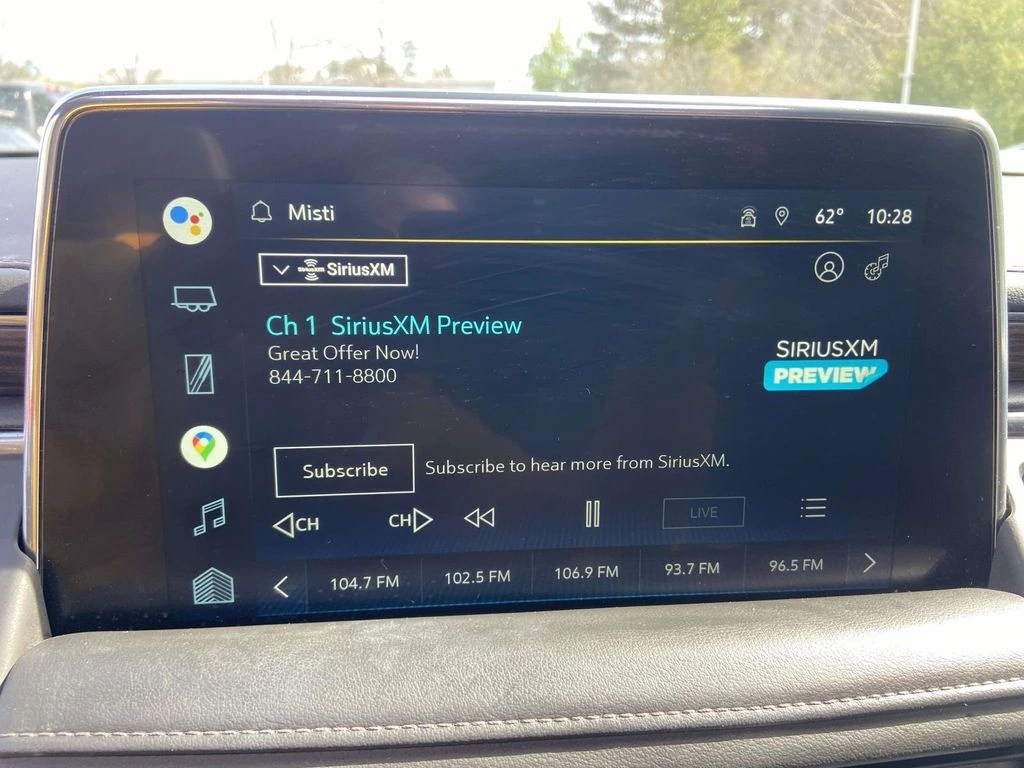 Misti
62° 10:28
SiriusXM SiriusXM
Ch 1 SiriusXM Preview
Great Offer Now!
844-711-8800
SIRIUSXM
PREVIEW
Subscribe Subscribe to hear more from SiriusXM.
CH CH LIVE
104.7 FM 102.5 FM 106.9 FM 93.7 FM 96.5 FM